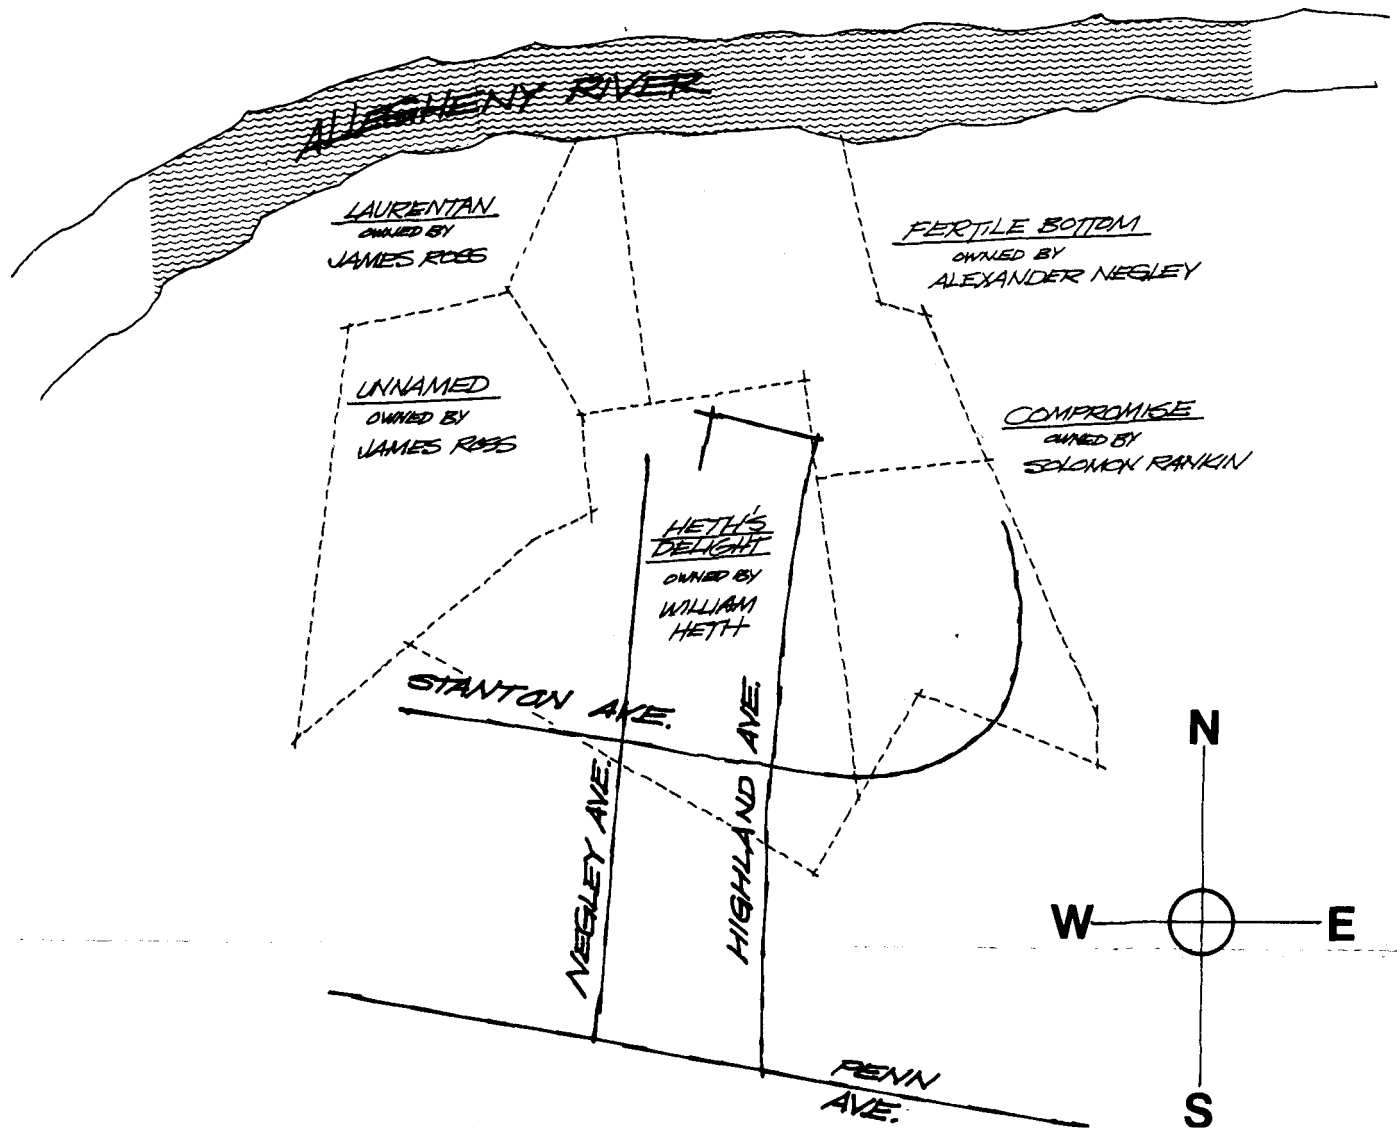 ALLEGHENY RIVER
LAURENTAN
OWNED BY
JAMES ROSS
FERTILE BOTTOM
OWNED BY
ALEXANDER NEGLEY
UNNAMED
OWNED BY
JAMES ROSS
COMPROMISE
OWNED BY
SOLOMON RANKIN
HETH'S
DELIGHT
OWNED BY
WILLIAM
HETH
STANTON AVE.
NEGLEY AVE.
HIGHLAND AVE.
PENN
AVE.
N
W
E
S